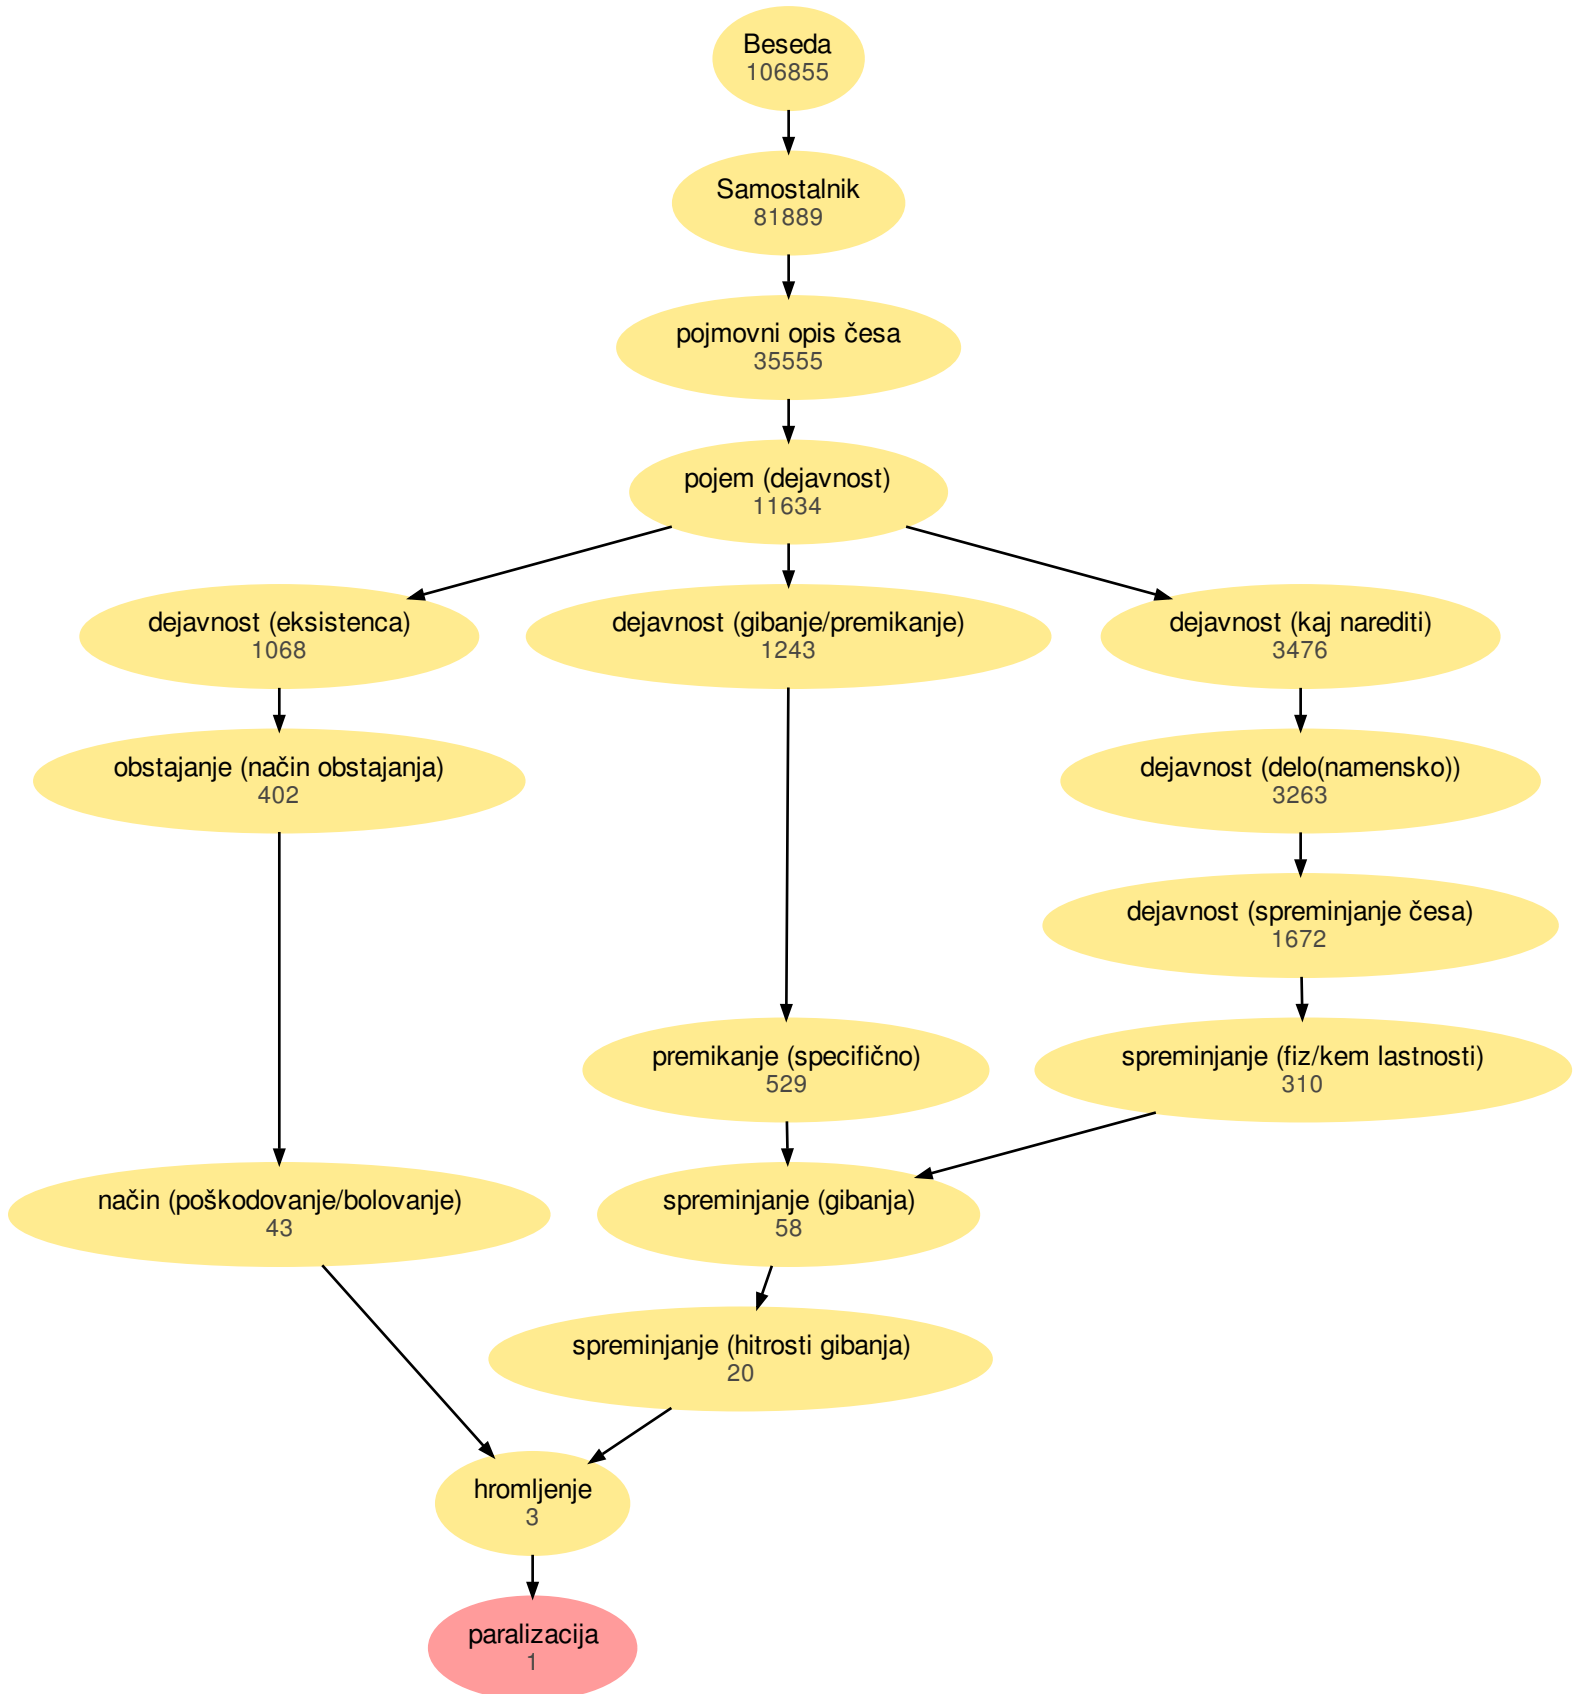 Beseda
106855
Samostalnik
81889
pojmovni opis česa
35555
pojem (dejavnost)
11634
dejavnost (eksistenca)
1068
dejavnost (gibanje/premikanje)
1243
dejavnost (kaj narediti)
3476
obstajanje (način obstajanja)
402
dejavnost (delo(namensko))
3263
dejavnost (spreminjanje česa)
1672
premikanje (specifično)
529
spreminjanje (fiz/kem lastnosti)
310
način (poškodovanje/bolovanje)
43
spreminjanje (gibanja)
58
spreminjanje (hitrosti gibanja)
20
hromljenje
3
paralizacija
1